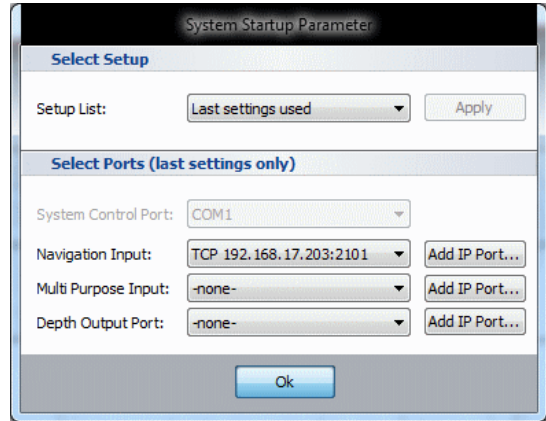 System Startup Parameter
Select Setup
Setup List: Last settings used Apply
Select Ports (last settings only)
System Control Port: COM1
Navigation Input: TCP 192.168.17.203:2101 Add IP Port...
Multi Purpose Input: -none- Add IP Port...
Depth Output Port: -none- Add IP Port...
Ok